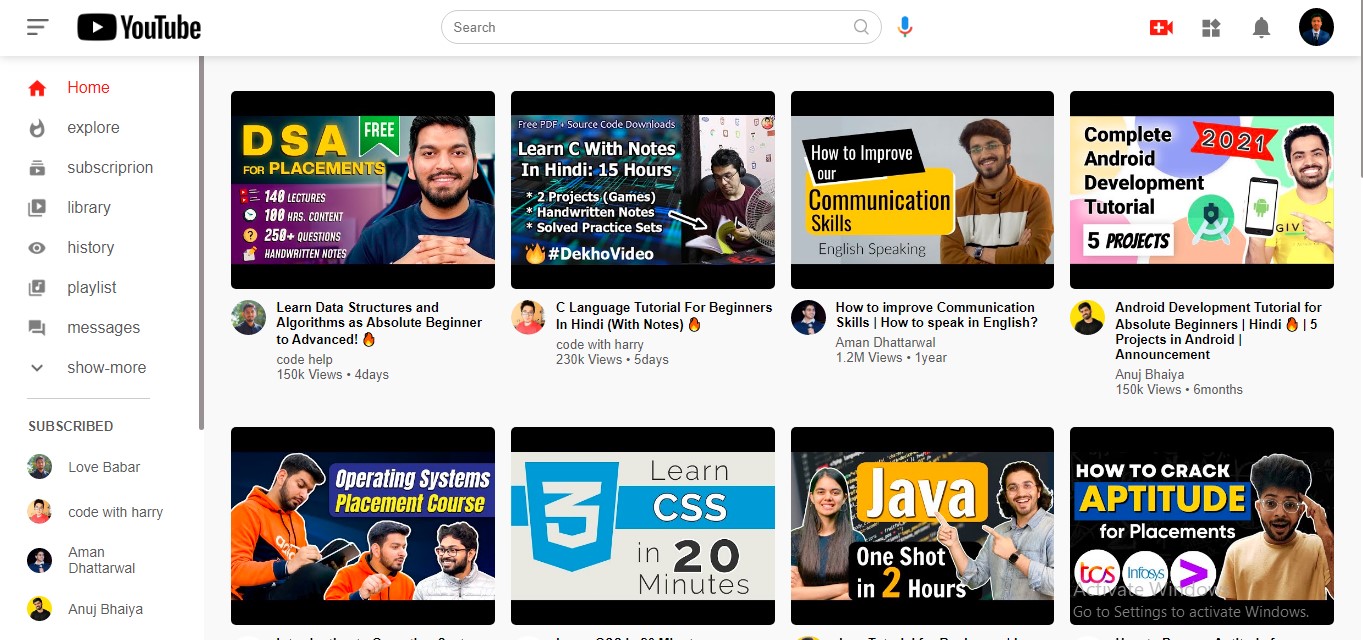 YouTube
Search
Home
explore
subscriprion
library
history
playlist
messages
show-more
SUBSCRIBED
Love Babar
code with harry
Aman
Dhattarwal
Anuj Bhaiya
DSA
FREE
FOR PLACEMENTS
140 LECTURES
100 HRS. CONTENT
250+ QUESTIONS
HANDWRITTEN NOTES
Learn Data Structures and
Algorithms as Absolute Beginner
to Advanced! 🔥
code help
150k Views • 4days
Free PDF + Source Code Downloads
Learn C With Notes
In Hindi: 15 Hours
* 2 Projects (Games)
* Handwritten Notes
* Solved Practice Sets
🔥#DekhoVideo
C Language Tutorial For Beginners
In Hindi (With Notes) 🔥
code with harry
230k Views • 5days
How to Improve
our
Communication
Skills
English Speaking
How to improve Communication
Skills | How to speak in English?
Aman Dhattarwal
1.2M Views • 1year
Complete
Android
Development
Tutorial
2021
5 PROJECTS
GIV
Android Development Tutorial for
Absolute Beginners | Hindi 🔥 | 5
Projects in Android |
Announcement
Anuj Bhaiya
150k Views • 6months
Operating Systems
Placement Course
3
Learn
CSS
in 20
Minutes
Java
One Shot
in 2 Hours
HOW TO CRACK
APTITUDE
for Placements
tcs
Infosys
Activate Windows
Go to Settings to activate Windows.